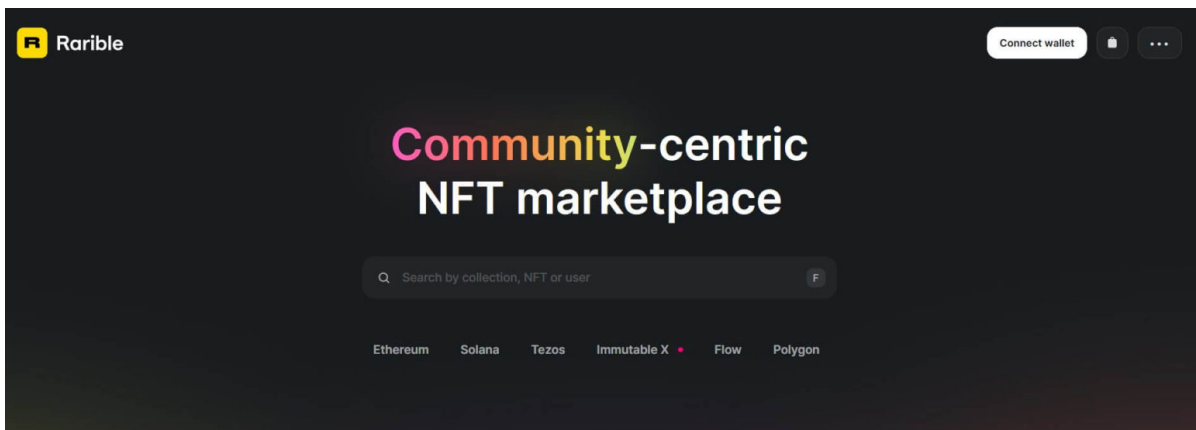 Rarible
Connect wallet
Community-centric
NFT marketplace
Search by collection, NFT or user
F
Ethereum Solana Tezos Immutable X Flow Polygon